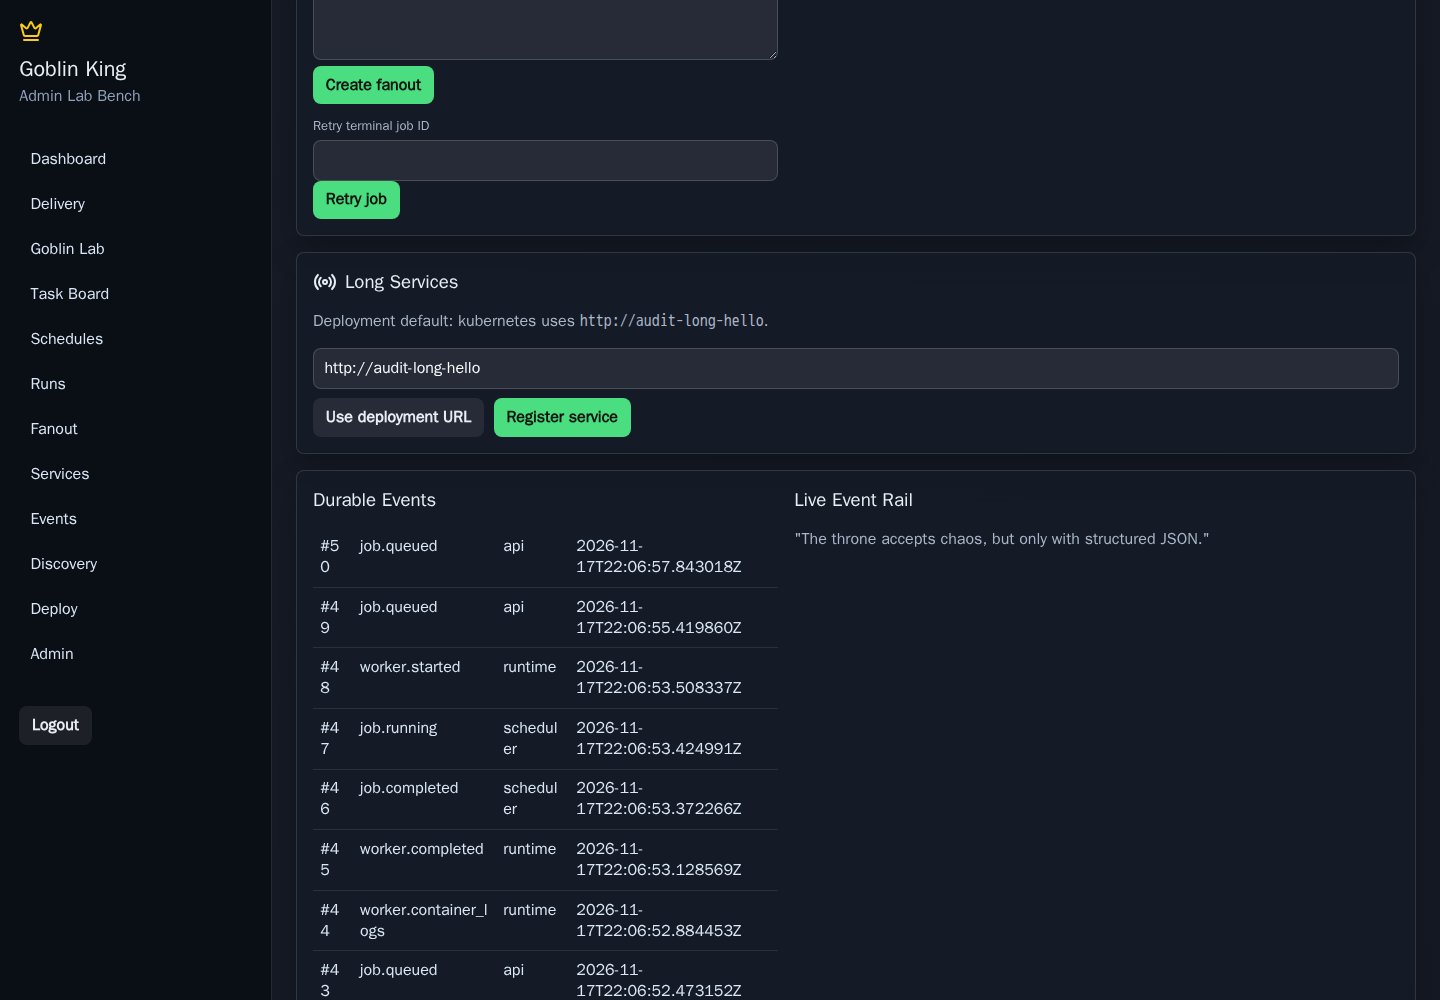 Goblin King
Admin Lab Bench
Dashboard
Delivery
Goblin Lab
Task Board
Schedules
Runs
Fanout
Services
Events
Discovery
Deploy
Admin
Logout
Create fanout
Retry terminal job ID
Retry job
Long Services
Deployment default: kubernetes uses http://audit-long-hello.
http://audit-long-hello
Use deployment URL
Register service
Durable Events
#5 job.queued api 2026-11-
0 17T22:06:57.843018Z
#4 job.queued api 2026-11-
9 17T22:06:55.419860Z
#4 worker.started runtime 2026-11-
8 17T22:06:53.508337Z
#4 job.running schedul 2026-11-
7 er 17T22:06:53.424991Z
#4 job.completed schedul 2026-11-
6 er 17T22:06:53.372266Z
#4 worker.completed runtime 2026-11-
5 17T22:06:53.128569Z
#4 worker.container_l runtime 2026-11-
4 ogs 17T22:06:52.884453Z
#4 job.queued api 2026-11-
3 17T22:06:52.473152Z
Live Event Rail
"The throne accepts chaos, but only with structured JSON."